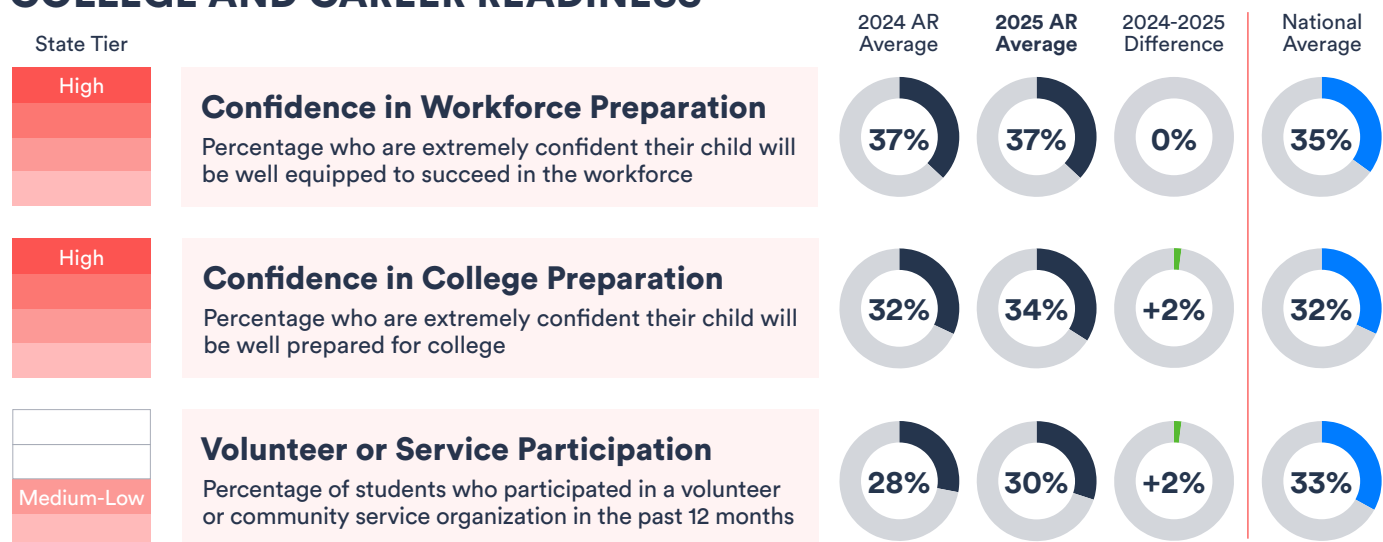 COLLEGE AND CAREER READINESS
State Tier
2024 AR
Average
2025 AR
Average
2024-2025
Difference
National
Average
High
Confidence in Workforce Preparation
Percentage who are extremely confident their child will
be well equipped to succeed in the workforce
37%
37%
0%
35%
High
Confidence in College Preparation
Percentage who are extremely confident their child will
be well prepared for college
32%
34%
+2%
32%
Medium-Low
Volunteer or Service Participation
Percentage of students who participated in a volunteer
or community service organization in the past 12 months
28%
30%
+2%
33%